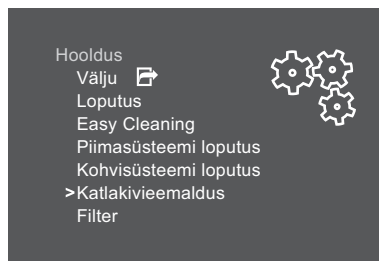 Hooldus
Välju
Loputus
Easy Cleaning
Piimasüsteemi loputus
Kohvisüsteemi loputus
>Katlakivieemaldus
Filter